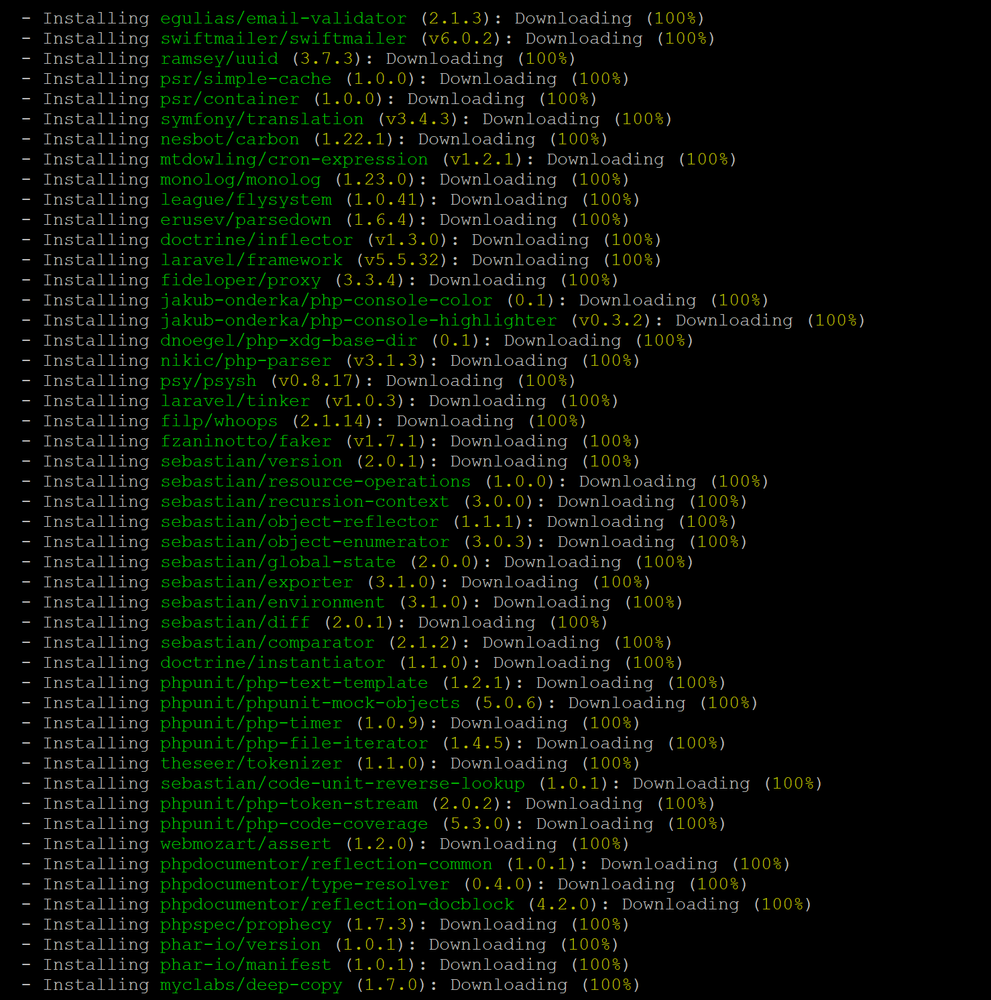 - Installing egulias/email-validator (2.1.3): Downloading (100%)
- Installing swiftmailer/swiftmailer (v6.0.2): Downloading (100%)
- Installing ramsey/uuid (3.7.3): Downloading (100%)
- Installing psr/simple-cache (1.0.0): Downloading (100%)
- Installing psr/container (1.0.0): Downloading (100%)
- Installing symfony/translation (v3.4.3): Downloading (100%)
- Installing nesbot/carbon (1.22.1): Downloading (100%)
- Installing mtdowling/cron-expression (v1.2.1): Downloading (100%)
- Installing monolog/monolog (1.23.0): Downloading (100%)
- Installing league/flysystem (1.0.41): Downloading (100%)
- Installing erusev/parsedown (1.6.4): Downloading (100%)
- Installing doctrine/inflector (v1.3.0): Downloading (100%)
- Installing laravel/framework (v5.5.32): Downloading (100%)
- Installing fideloper/proxy (3.3.4): Downloading (100%)
- Installing jakub-onderka/php-console-color (0.1): Downloading (100%)
- Installing jakub-onderka/php-console-highlighter (v0.3.2): Downloading (100%)
- Installing dnoegel/php-xdg-base-dir (0.1): Downloading (100%)
- Installing nikic/php-parser (v3.1.3): Downloading (100%)
- Installing psy/psysh (v0.8.17): Downloading (100%)
- Installing laravel/tinker (v1.0.3): Downloading (100%)
- Installing filp/whoops (2.1.14): Downloading (100%)
- Installing fzaninotto/faker (v1.7.1): Downloading (100%)
- Installing sebastian/version (2.0.1): Downloading (100%)
- Installing sebastian/resource-operations (1.0.0): Downloading (100%)
- Installing sebastian/recursion-context (3.0.0): Downloading (100%)
- Installing sebastian/object-reflector (1.1.1): Downloading (100%)
- Installing sebastian/object-enumerator (3.0.3): Downloading (100%)
- Installing sebastian/global-state (2.0.0): Downloading (100%)
- Installing sebastian/exporter (3.1.0): Downloading (100%)
- Installing sebastian/environment (3.1.0): Downloading (100%)
- Installing sebastian/diff (2.0.1): Downloading (100%)
- Installing sebastian/comparator (2.1.2): Downloading (100%)
- Installing doctrine/instantiator (1.1.0): Downloading (100%)
- Installing phpunit/php-text-template (1.2.1): Downloading (100%)
- Installing phpunit/phpunit-mock-objects (5.0.6): Downloading (100%)
- Installing phpunit/php-timer (1.0.9): Downloading (100%)
- Installing phpunit/php-file-iterator (1.4.5): Downloading (100%)
- Installing theseer/tokenizer (1.1.0): Downloading (100%)
- Installing sebastian/code-unit-reverse-lookup (1.0.1): Downloading (100%)
- Installing phpunit/php-token-stream (2.0.2): Downloading (100%)
- Installing phpunit/php-code-coverage (5.3.0): Downloading (100%)
- Installing webmozart/assert (1.2.0): Downloading (100%)
- Installing phpdocumentor/reflection-common (1.0.1): Downloading (100%)
- Installing phpdocumentor/type-resolver (0.4.0): Downloading (100%)
- Installing phpdocumentor/reflection-docblock (4.2.0): Downloading (100%)
- Installing phpspec/prophecy (1.7.3): Downloading (100%)
- Installing phar-io/version (1.0.1): Downloading (100%)
- Installing phar-io/manifest (1.0.1): Downloading (100%)
- Installing myclabs/deep-copy (1.7.0): Downloading (100%)